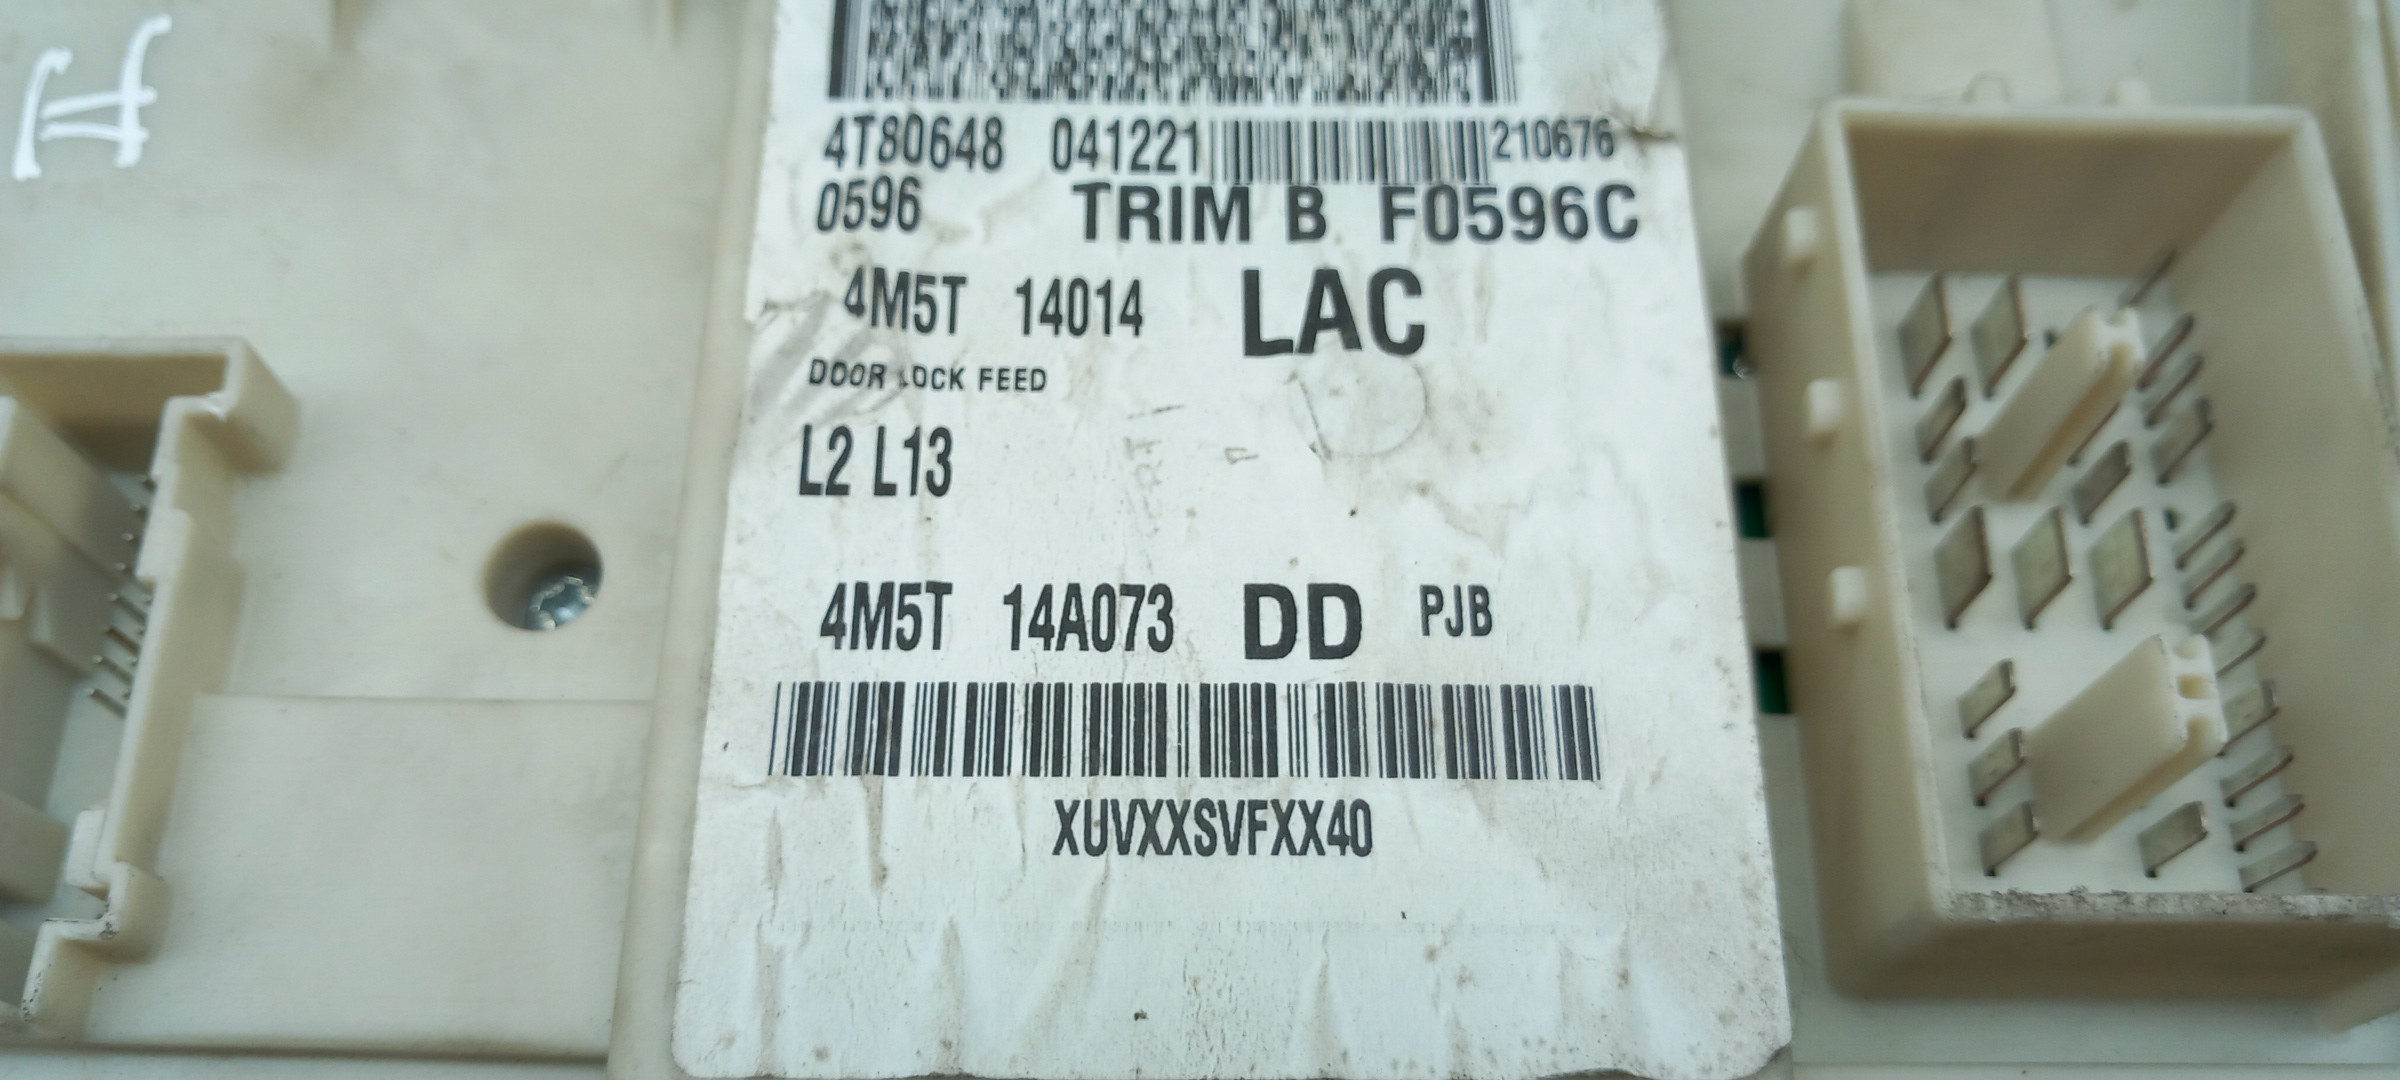 4T80648 041221 210676
0596 TRIM B F0596C
4M5T 14014 LAC
DOOR LOCK FEED
L2 L13
4M5T 14A073 DD PJB
XUVXXSVFXX40